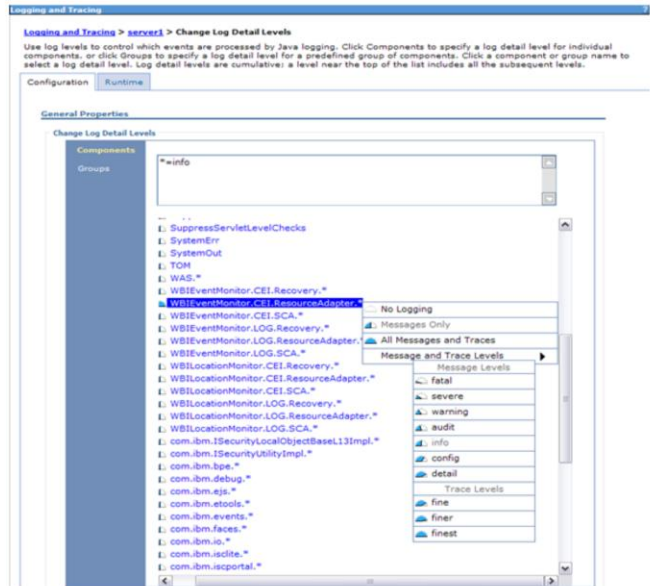 Logging and Tracing
?
Logging and Tracing > server1 > Change Log Detail Levels
Use log levels to control which events are processed by Java logging. Click Components to specify a log detail level for individual
components, or click Groups to specify a log detail level for a predefined group of components. Click a component or group name to
select a log detail level. Log detail levels are cumulative; a level near the top of the list includes all the subsequent levels.
Configuration Runtime
General Properties
Change Log Detail Levels
Components
Groups
*=info
SuppressServletLevelChecks
SystemErr
SystemOut
TOM
WAS.*
WBIEventMonitor.CEI.Recovery.*
WBIEventMonitor.CEI.ResourceAdapter.*
WBIEventMonitor.CEI.SCA.*
WBIEventMonitor.LOG.Recovery.*
WBIEventMonitor.LOG.ResourceAdapter.
WBIEventMonitor.LOG.SCA.*
WBILocationMonitor.CEI.Recovery.*
WBILocationMonitor.CEI.ResourceAdapter.*
WBILocationMonitor.CEI.SCA.*
WBILocationMonitor.LOG.Recovery.*
WBILocationMonitor.LOG.ResourceAdapter.*
WBILocationMonitor.LOG.SCA.*
com.ibm.ISecurityLocalObjectBaseL13Impl.*
com.ibm.ISecurityUtilityImpl.*
com.ibm.bpe.*
com.ibm.debug.*
com.ibm.ejs.*
com.ibm.etools.*
com.ibm.events.*
com.ibm.faces.*
com.ibm.io.*
com.ibm.isclite.*
com.ibm.iscportal.*
No Logging
Messages Only
All Messages and Traces
Message and Trace Levels
Message Levels
fatal
severe
warning
audit
info
config
detail
Trace Levels
fine
finer
finest